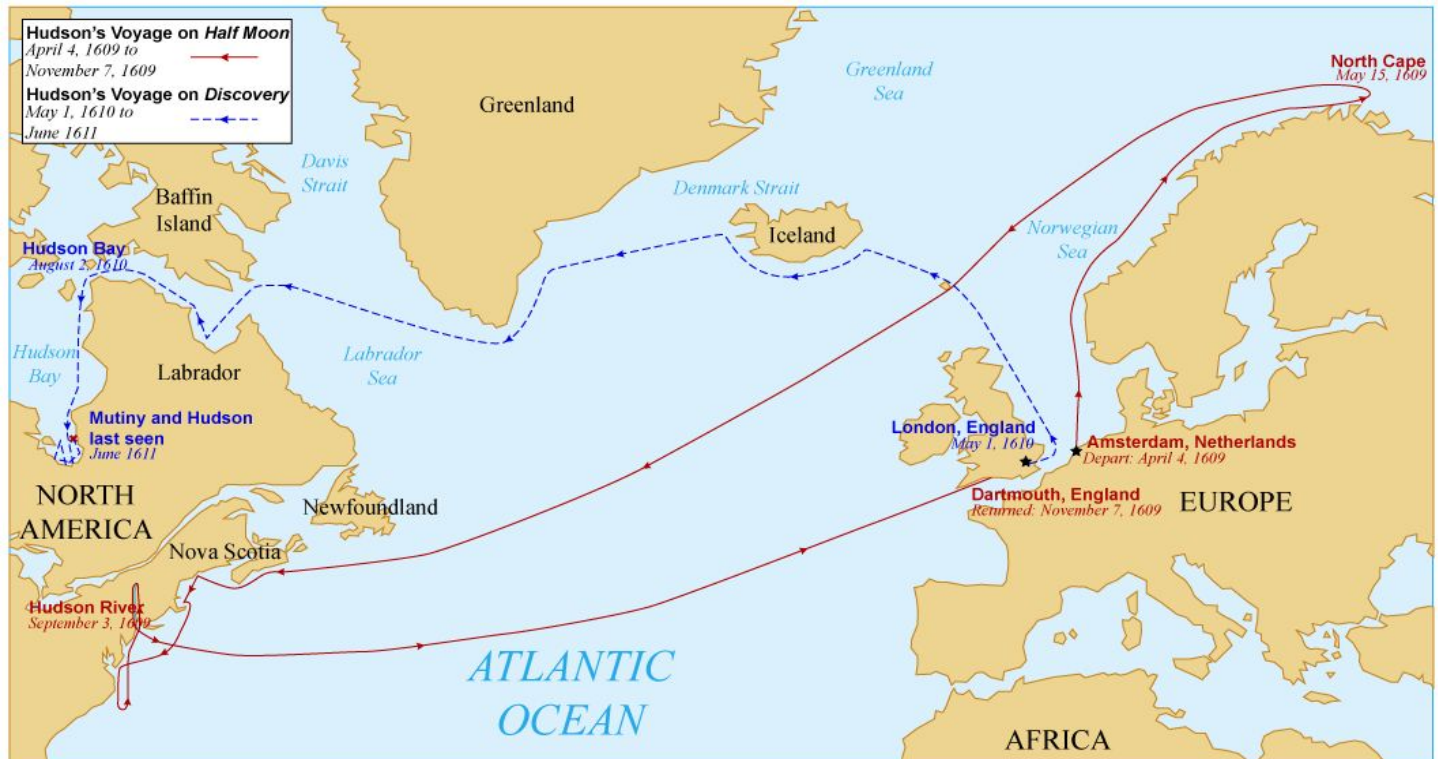 Hudson's Voyage on Half Moon
April 4, 1609 to
November 7, 1609
Hudson's Voyage on Discovery
May 1, 1610 to
June 1611
Greenland
Greenland
Sea
North Cape
May 15, 1609
Davis
Strait
Baffin
Island
Denmark Strait
Iceland
Norwegian
Sea
Hudson Bay
August 2, 1610
Hudson
Bay
Labrador
Labrador
Sea
Mutiny and Hudson
last seen
June 1611
London, England
May 1, 1610
Amsterdam, Netherlands
Depart: April 4, 1609
Dartmouth, England
Returned: November 7, 1609
EUROPE
NORTH
AMERICA
Newfoundland
Nova Scotia
Hudson River
September 3, 1609
ATLANTIC
OCEAN
AFRICA